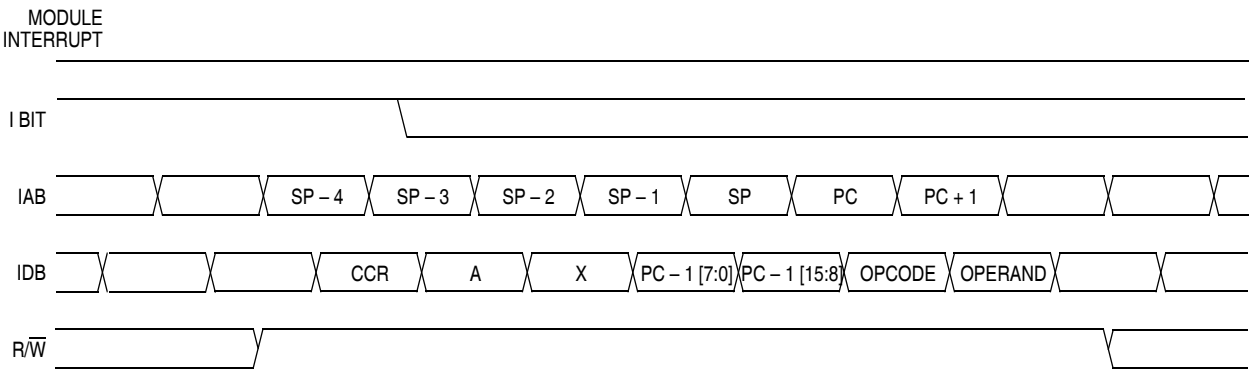 MODULE
INTERRUPT
I BIT
IAB SP – 4 SP – 3 SP – 2 SP – 1 SP PC PC + 1
IDB CCR A X PC – 1 [7:0] PC – 1 [15:8] OPCODE OPERAND
R/W̅